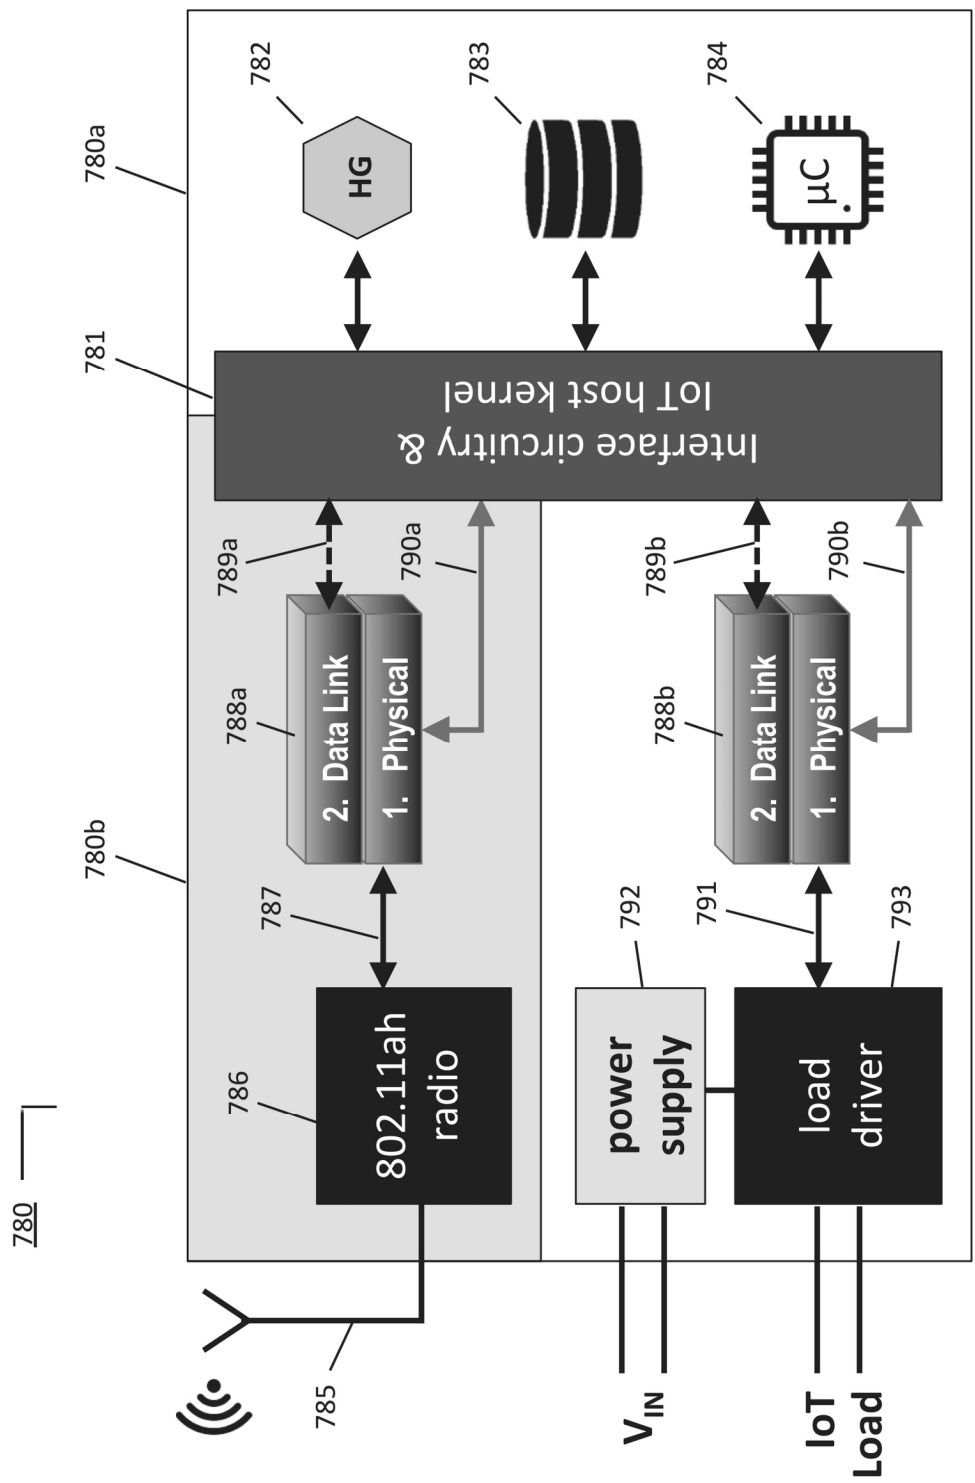 780
780b
780a
781
782
783
784
785
786
802.11ah
radio
787
788a
2. Data Link
1. Physical
789a
790a
Interface circuitry &
IoT host kernel
HG
µC
V_IN
792
power
supply
IoT
Load
793
load
driver
791
788b
2. Data Link
1. Physical
789b
790b